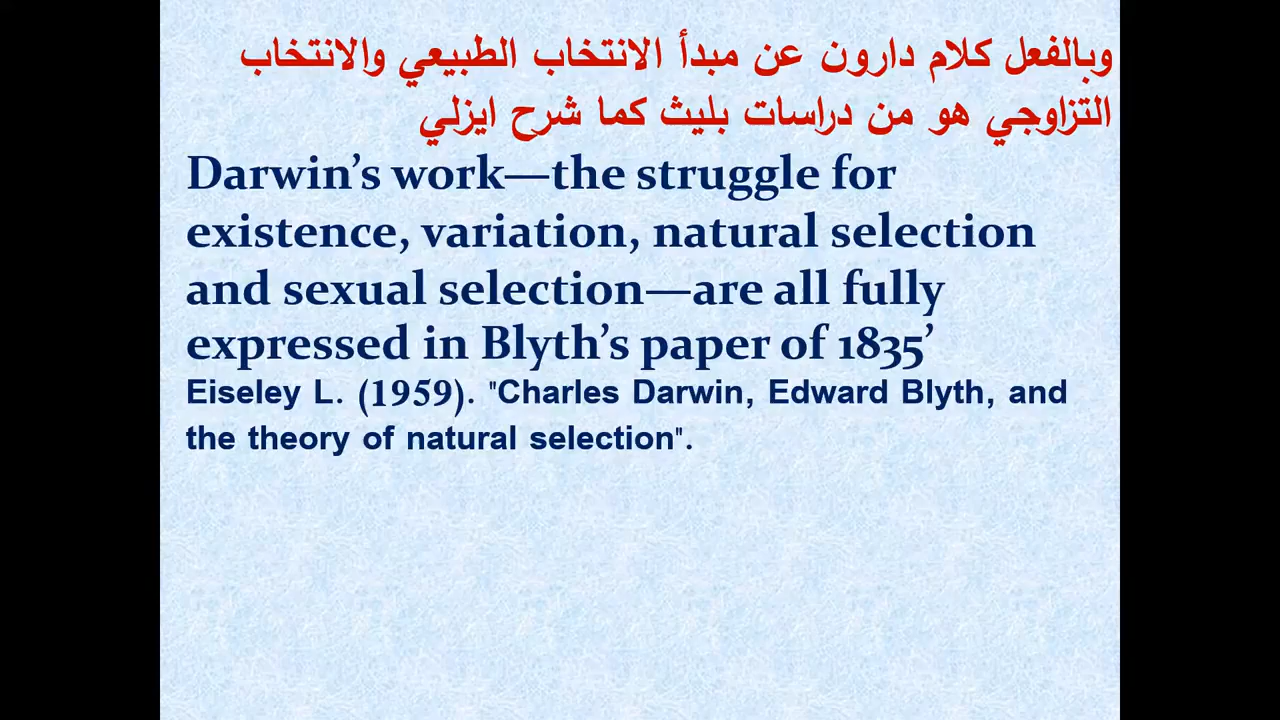 وبالفعل كلام دارون عن مبدأ الانتخاب الطبيعي والانتخاب
التزاوجي هو من دراسات بليث كما شرح ايزلي
Darwin’s work—the struggle for
existence, variation, natural selection
and sexual selection—are all fully
expressed in Blyth’s paper of 1835’
Eiseley L. (1959). "Charles Darwin, Edward Blyth, and
the theory of natural selection".